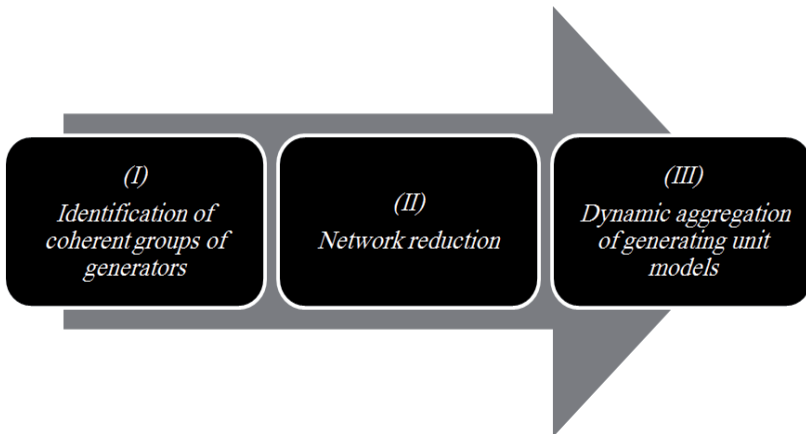 (I)
Identification of
coherent groups of
generators
(II)
Network reduction
(III)
Dynamic aggregation
of generating unit
models